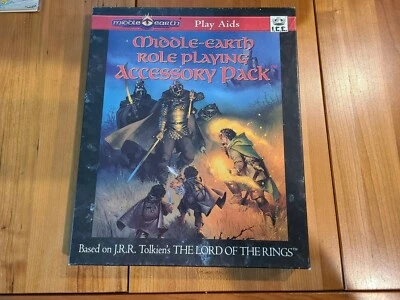 MIDDLE-EARTH
Play Aids
I.C.E.
MIDDLE-EARTH
ROLE PLAYING
ACCESSORY PACK
Based on J.R.R. Tolkien's THE LORD OF THE RINGS™